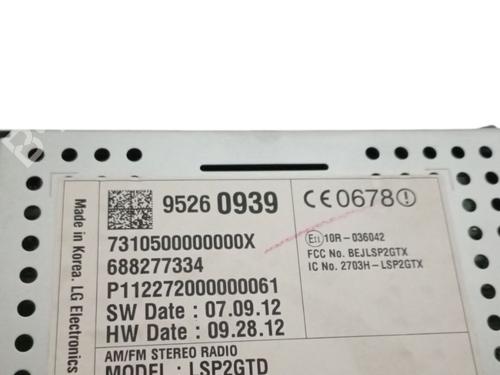 9526 0939
7310500000000X
688277334
P112272000000061
SW Date : 07.09.12
HW Date : 09.28.12
CE0678
E11 10R-036042
FCC No. BEJLSP2GTX
IC No. 2703H-LSP2GTX
AM/FM STEREO RADIO
MODEL : LSP2GTD
Made in Korea. LG Electronics